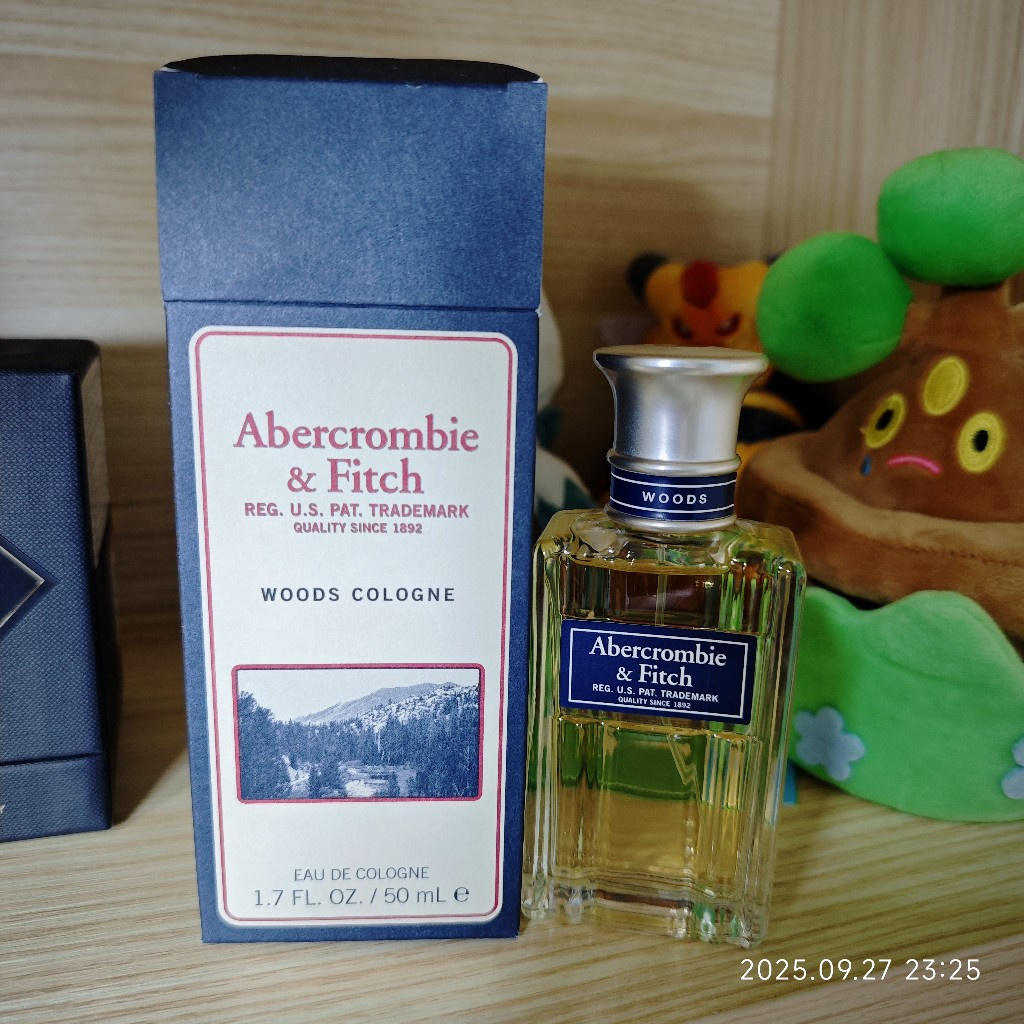 Abercrombie
& Fitch
REG. U.S. PAT. TRADEMARK
QUALITY SINCE 1892
WOODS COLOGNE
EAU DE COLOGNE
1.7 FL. OZ. / 50 mL ℮
WOODS
Abercrombie
& Fitch
REG. U.S. PAT. TRADEMARK
QUALITY SINCE 1892
2025.09.27 23:25